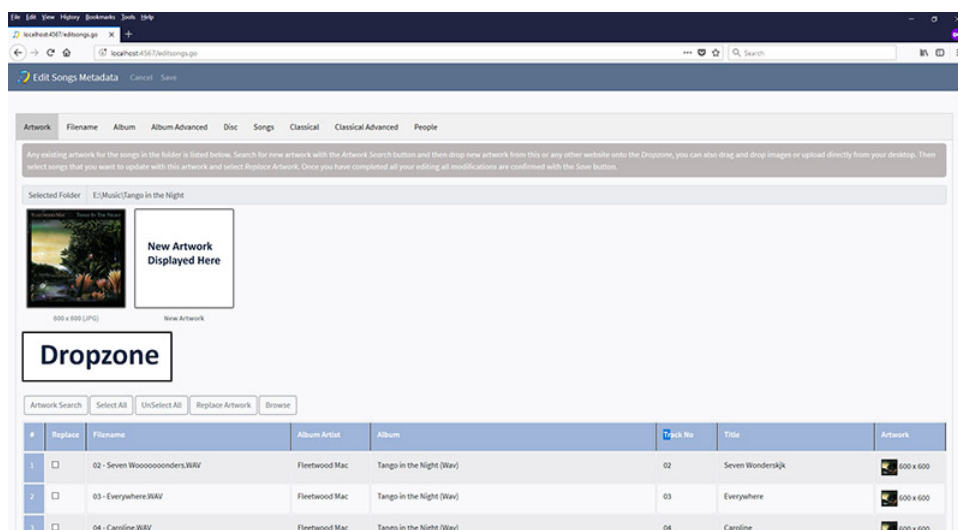 File Edit View History Bookmarks Tools Help
localhost:4567/editsongs.go
localhost:4567/editsongs.go
Search
Edit Songs Metadata Cancel Save
Artwork Filename Album Album Advanced Disc Songs Classical Classical Advanced People
Any existing artwork for the songs in the folder is listed below. Search for new artwork with the Artwork Search button and then drop new artwork from this or any other website onto the Dropzone, you can also drag and drop images or upload directly from your desktop. Then
select songs that you want to update with this artwork and select Replace Artwork. Once you have completed all your editing all modifications are confirmed with the Save button.
Selected Folder E:\Music\Tango in the Night
Fleetwood Mac Tango In The Night
New Artwork
Displayed Here
600 x 600 (JPG) New Artwork
Dropzone
Artwork Search Select All UnSelect All Replace Artwork Browse
# Replace Filename Album Artist Album Track No Title Artwork
1 02 - Seven Wooooooonders.WAV Fleetwood Mac Tango in the Night (Wav) 02 Seven Wonderskjk 600 x 600
2 03 - Everywhere.WAV Fleetwood Mac Tango in the Night (Wav) 03 Everywhere 600 x 600
3 04 - Caroline.WAV Fleetwood Mac Tango in the Night (Wav) 04 Caroline 600 x 600